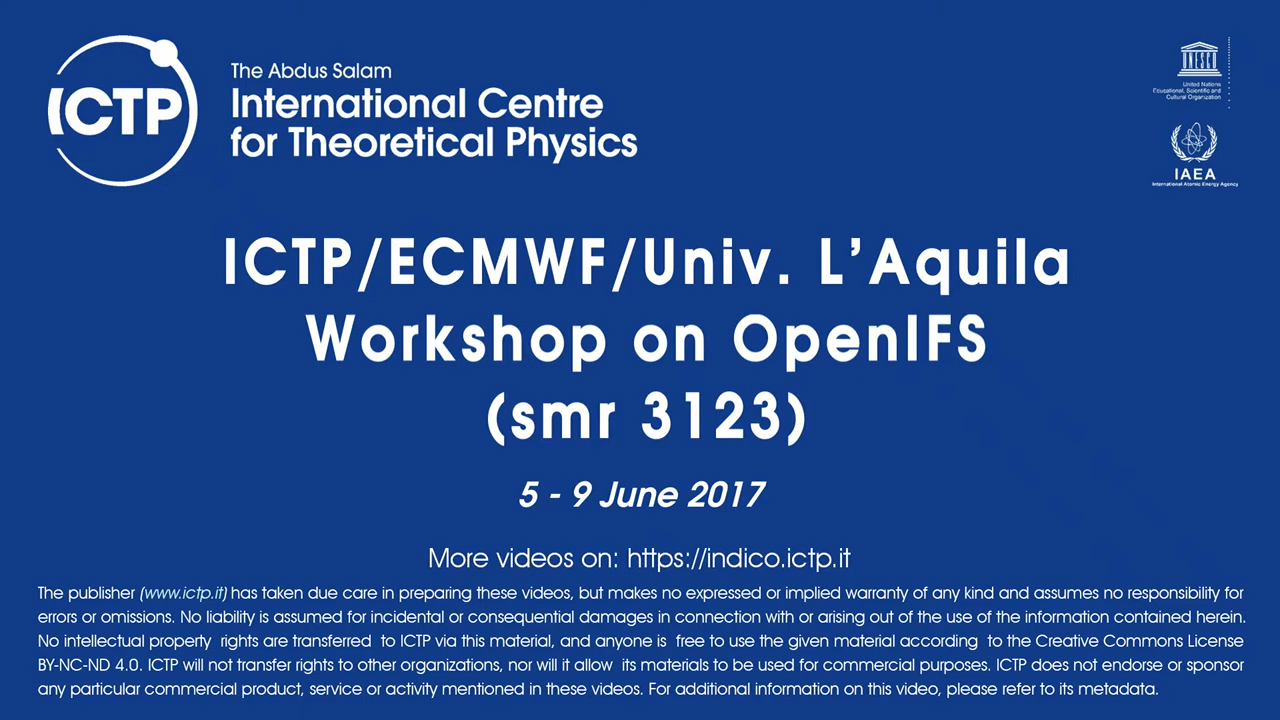 ICTP
The Abdus Salam
International Centre
for Theoretical Physics
UNESCO
United Nations
Educational, Scientific and
Cultural Organization
IAEA
International Atomic Energy Agency
ICTP/ECMWF/Univ. L’Aquila
Workshop on OpenIFS
(smr 3123)
5 - 9 June 2017
More videos on: https://indico.ictp.it
The publisher (www.ictp.it) has taken due care in preparing these videos, but makes no expressed or implied warranty of any kind and assumes no responsibility for
errors or omissions. No liability is assumed for incidental or consequential damages in connection with or arising out of the use of the information contained herein.
No intellectual property rights are transferred to ICTP via this material, and anyone is free to use the given material according to the Creative Commons License
BY-NC-ND 4.0. ICTP will not transfer rights to other organizations, nor will it allow its materials to be used for commercial purposes. ICTP does not endorse or sponsor
any particular commercial product, service or activity mentioned in these videos. For additional information on this video, please refer to its metadata.